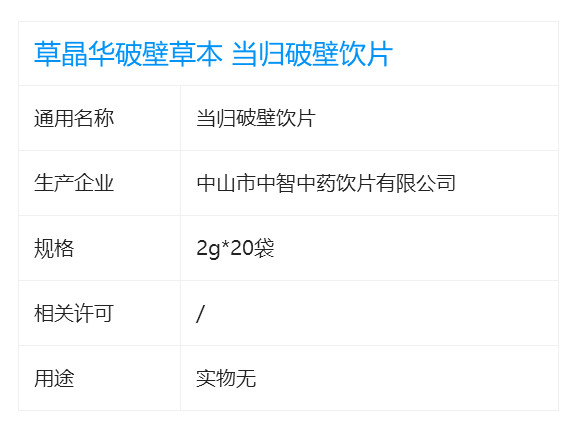 草晶华破壁草本 当归破壁饮片
通用名称 当归破壁饮片
生产企业 中山市中智中药饮片有限公司
规格 2g*20袋
相关许可 /
用途 实物无